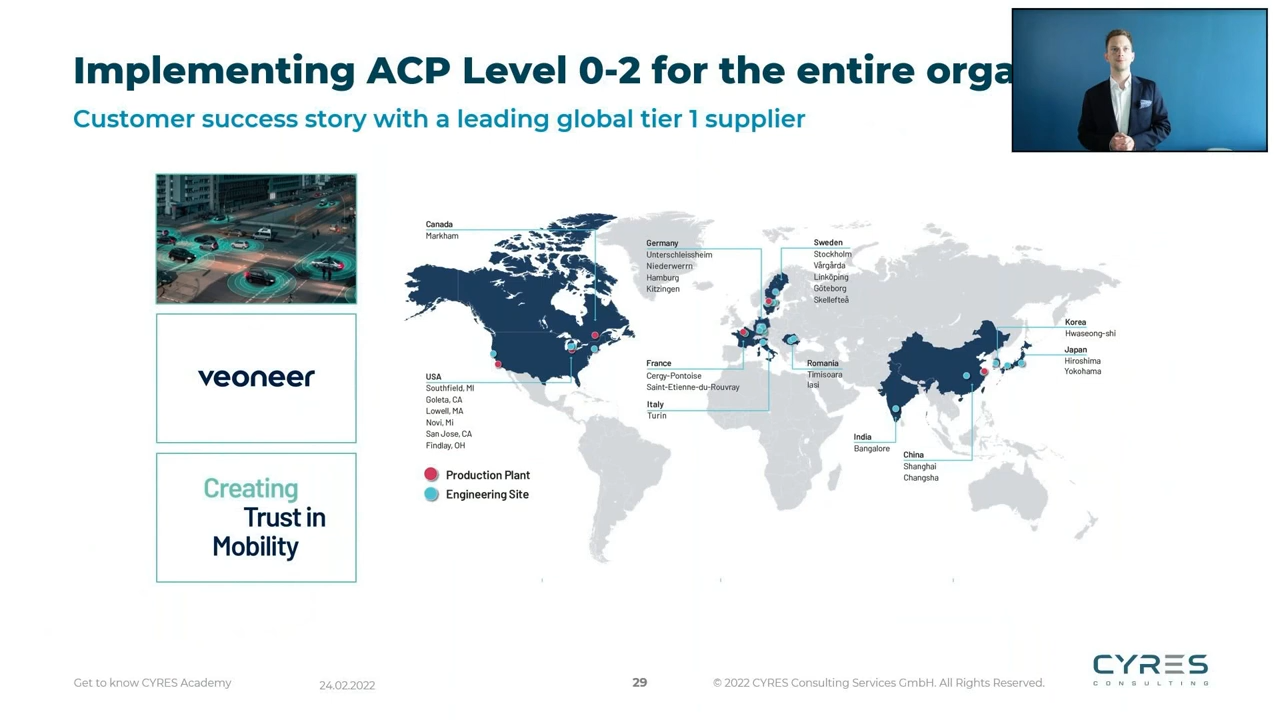 Implementing ACP Level 0-2 for the entire orga
Customer success story with a leading global tier 1 supplier
veoneer
Creating
Trust in
Mobility
Canada
Markham
USA
Southfield, MI
Goleta, CA
Lowell, MA
Novi, Mi
San Jose, CA
Findlay, OH
Production Plant
Engineering Site
Germany
Unterschleissheim
Niederwerrn
Hamburg
Kitzingen
Sweden
Stockholm
Vårgårda
Linköping
Göteborg
Skellefteå
France
Cergy-Pontoise
Saint-Etienne-du-Rouvray
Italy
Turin
Romania
Timisoara
Iasi
India
Bangalore
China
Shanghai
Changsha
Korea
Hwaseong-shi
Japan
Hiroshima
Yokohama
Get to know CYRES Academy
24.02.2022
29
© 2022 CYRES Consulting Services GmbH. All Rights Reserved.
CYRES
CONSULTING